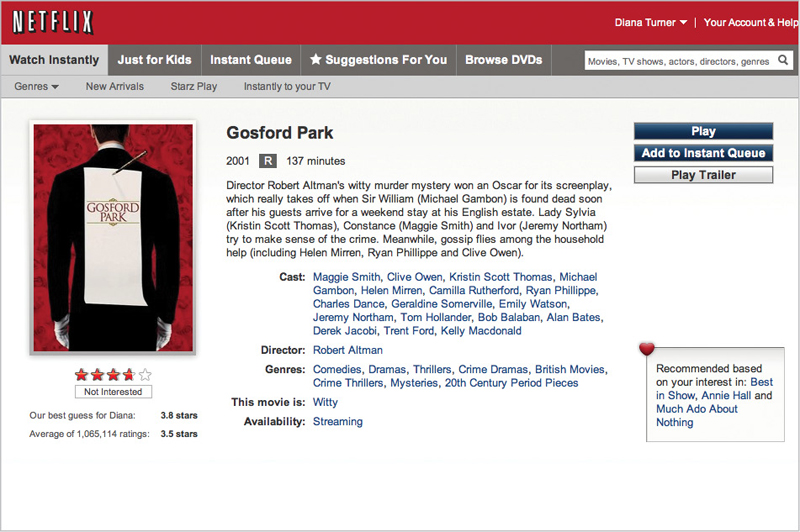 NETFLIX
Diana Turner | Your Account & Help
Watch Instantly Just for Kids Instant Queue Suggestions For You Browse DVDs
Movies, TV shows, actors, directors, genres
Genres New Arrivals Starz Play Instantly to your TV
GOSFORD
PARK
Gosford Park
2001 R 137 minutes
Director Robert Altman's witty murder mystery won an Oscar for its screenplay,
which really takes off when Sir William (Michael Gambon) is found dead soon
after his guests arrive for a weekend stay at his English estate. Lady Sylvia
(Kristin Scott Thomas), Constance (Maggie Smith) and Ivor (Jeremy Northam)
try to make sense of the crime. Meanwhile, gossip flies among the household
help (including Helen Mirren, Ryan Phillippe and Clive Owen).
Cast: Maggie Smith, Clive Owen, Kristin Scott Thomas, Michael
Gambon, Helen Mirren, Camilla Rutherford, Ryan Phillippe,
Charles Dance, Geraldine Somerville, Emily Watson,
Jeremy Northam, Tom Hollander, Bob Balaban, Alan Bates,
Derek Jacobi, Trent Ford, Kelly Macdonald
Director: Robert Altman
Genres: Comedies, Dramas, Thrillers, Crime Dramas, British Movies,
Crime Thrillers, Mysteries, 20th Century Period Pieces
This movie is: Witty
Availability: Streaming
Not Interested
Our best guess for Diana: 3.8 stars
Average of 1,065,114 ratings: 3.5 stars
Play
Add to Instant Queue
Play Trailer
Recommended based
on your interest in: Best
in Show, Annie Hall and
Much Ado About
Nothing